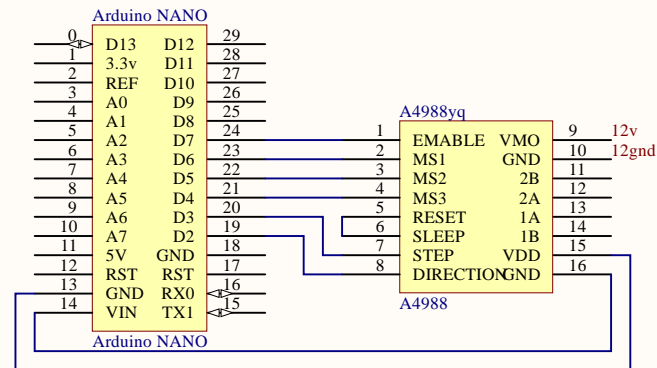 Arduino NANO
0 D13 D12 29
1 3.3v D11 28
2 REF D10 27
3 A0 D9 26
4 A1 D8 25
5 A2 D7 24
6 A3 D6 23
7 A4 D5 22
8 A5 D4 21
9 A6 D3 20
10 A7 D2 19
11 5V GND 18
12 RST RST 17
13 GND RX0 16
14 VIN TX1 15
Arduino NANO
A4988yq
1 EMABLE VMO 9 12v
2 MS1 GND 10 12gnd
3 MS2 2B 11
4 MS3 2A 12
5 RESET 1A 13
6 SLEEP 1B 14
7 STEP VDD 15
8 DIRECTION GND 16
A4988